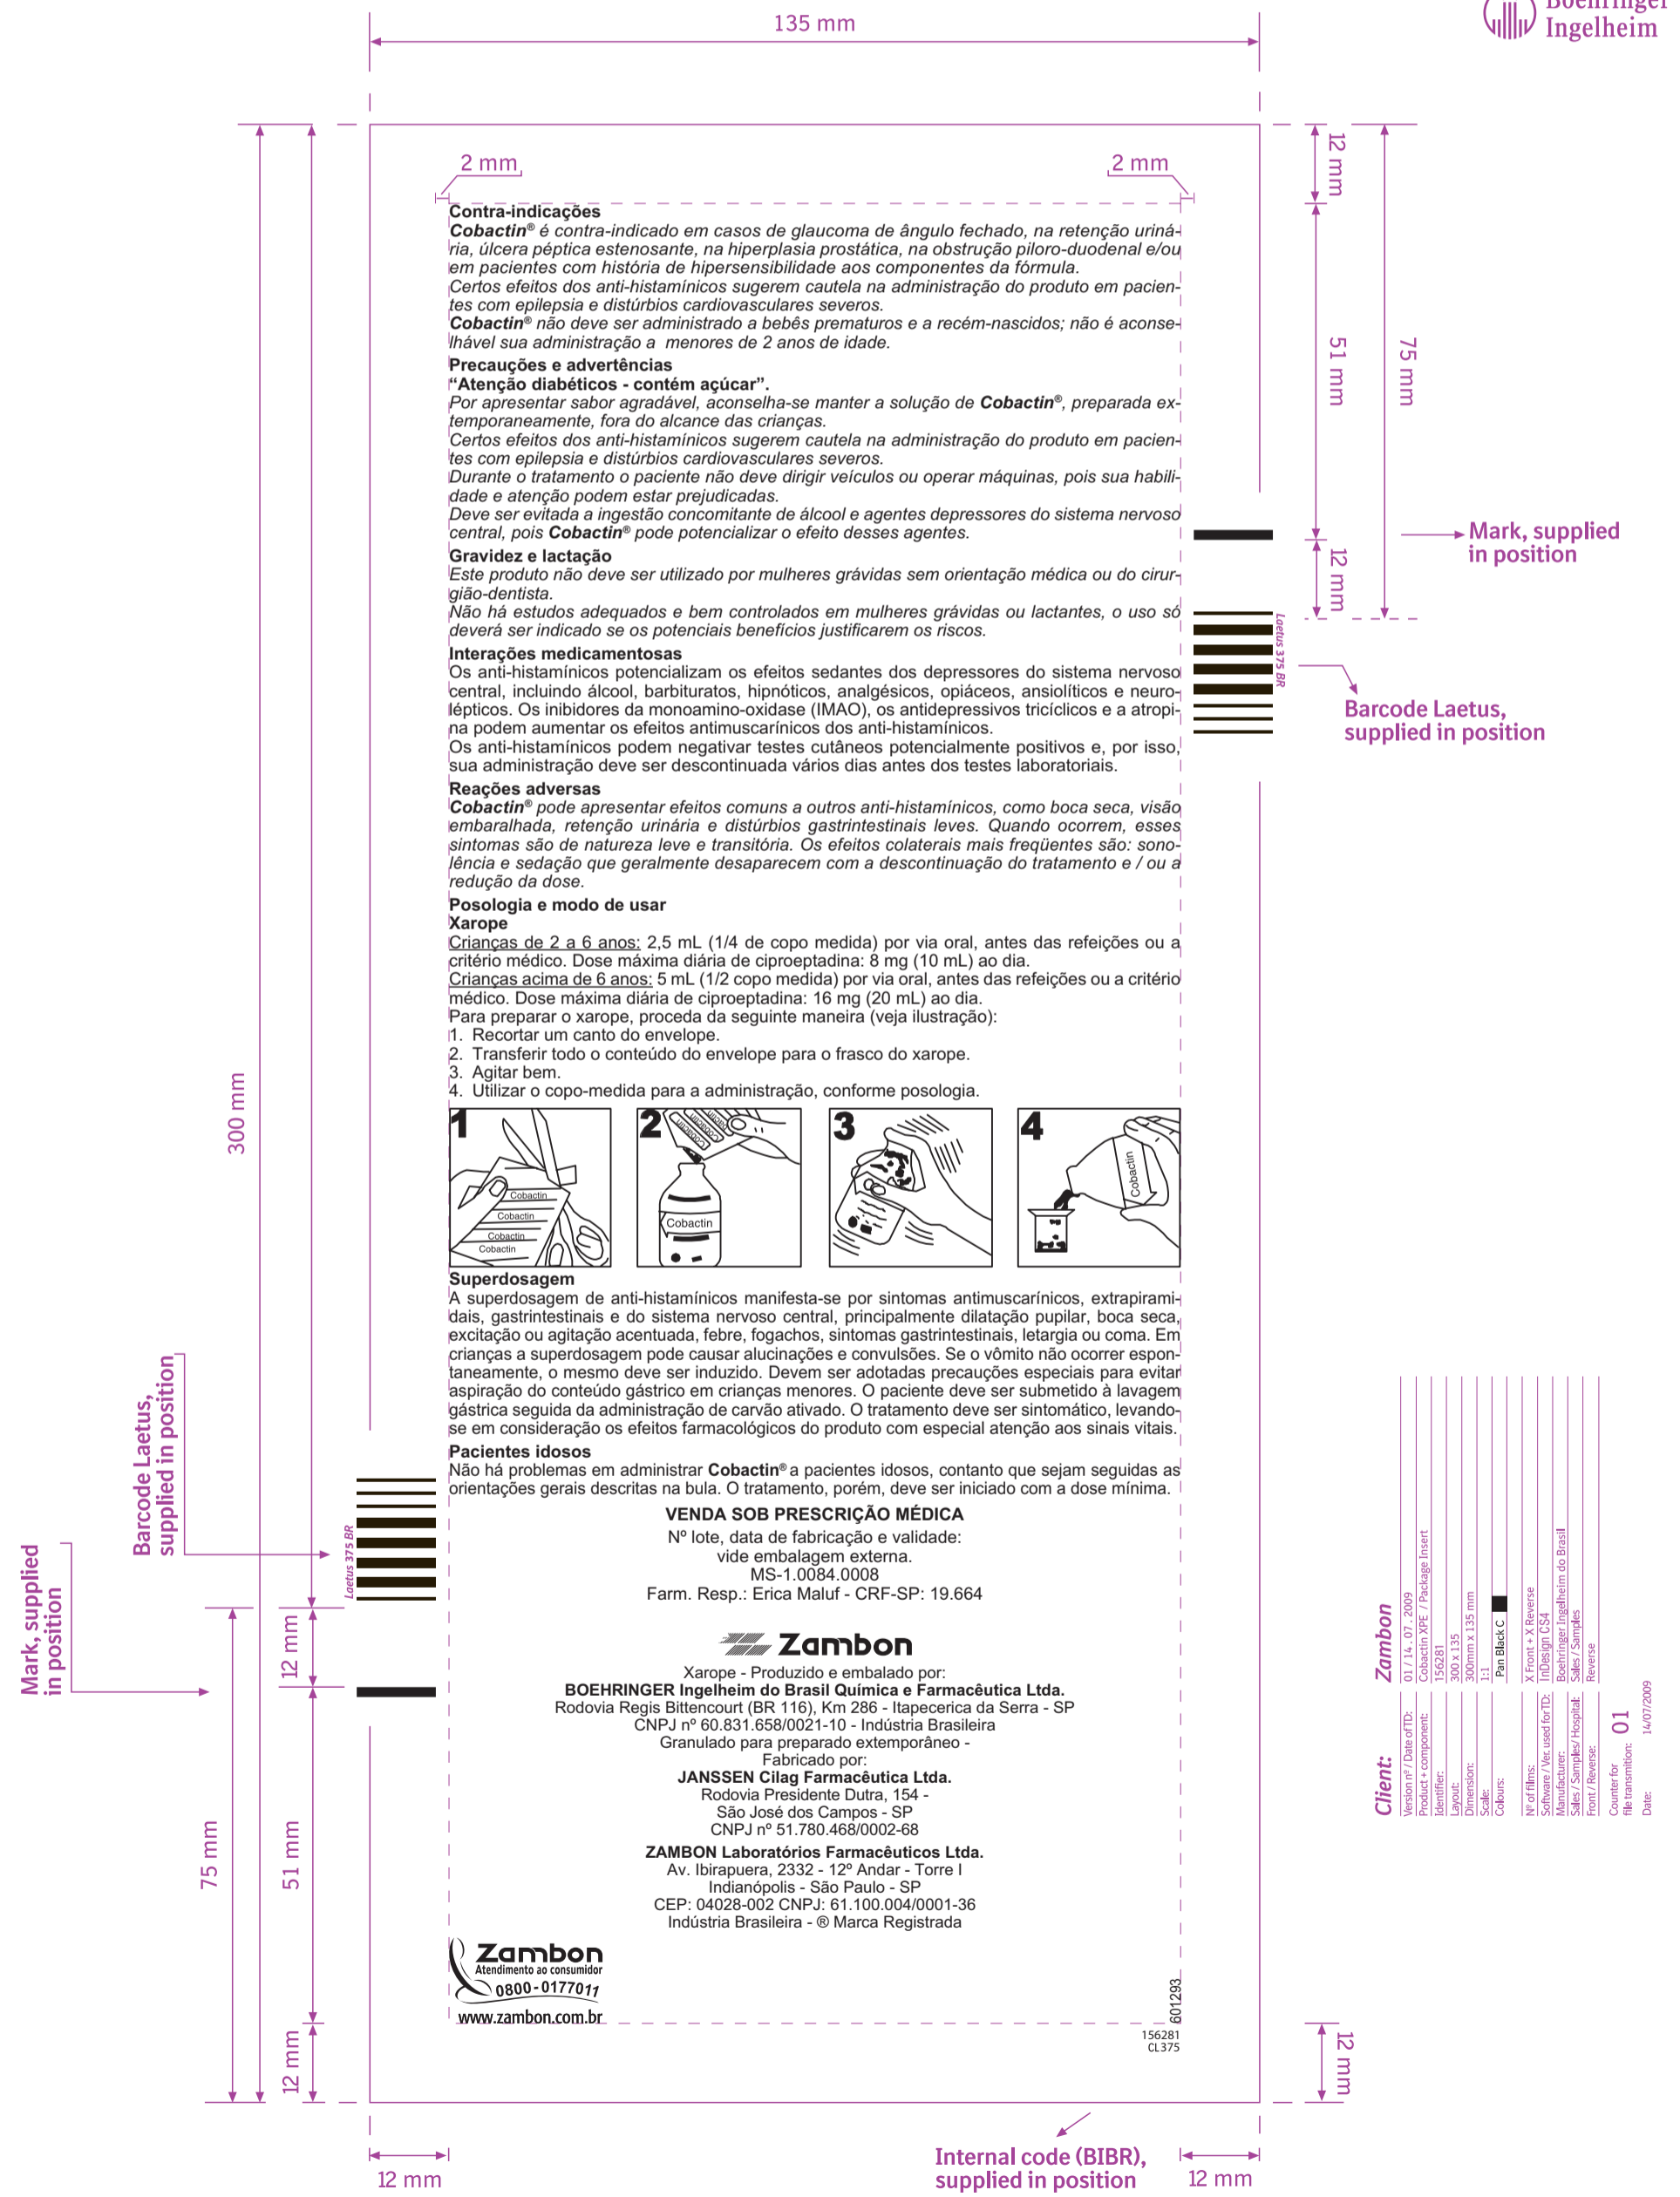 Boehringer
Ingelheim
135 mm
2 mm
2 mm
12 mm
51 mm
75 mm
12 mm
Contra-indicações
Cobactin® é contra-indicado em casos de glaucoma de ângulo fechado, na retenção uriná-
ria, úlcera péptica estenosante, na hiperplasia prostática, na obstrução piloro-duodenal e/ou
em pacientes com história de hipersensibilidade aos componentes da fórmula.
Certos efeitos dos anti-histamínicos sugerem cautela na administração do produto em pacien-
tes com epilepsia e distúrbios cardiovasculares severos.
Cobactin® não deve ser administrado a bebês prematuros e a recém-nascidos; não é aconse-
lhável sua administração a menores de 2 anos de idade.
Precauções e advertências
“Atenção diabéticos - contém açúcar”.
Por apresentar sabor agradável, aconselha-se manter a solução de Cobactin®, preparada ex-
temporaneamente, fora do alcance das crianças.
Certos efeitos dos anti-histamínicos sugerem cautela na administração do produto em pacien-
tes com epilepsia e distúrbios cardiovasculares severos.
Durante o tratamento o paciente não deve dirigir veículos ou operar máquinas, pois sua habili-
dade e atenção podem estar prejudicadas.
Deve ser evitada a ingestão concomitante de álcool e agentes depressores do sistema nervoso
central, pois Cobactin® pode potencializar o efeito desses agentes.
Gravidez e lactação
Este produto não deve ser utilizado por mulheres grávidas sem orientação médica ou do cirur-
gião-dentista.
Não há estudos adequados e bem controlados em mulheres grávidas ou lactantes, o uso só
deverá ser indicado se os potenciais benefícios justificarem os riscos.
Interações medicamentosas
Os anti-histamínicos potencializam os efeitos sedantes dos depressores do sistema nervoso
central, incluindo álcool, barbituratos, hipnóticos, analgésicos, opiáceos, ansiolíticos e neuro-
lépticos. Os inibidores da monoamino-oxidase (IMAO), os antidepressivos tricíclicos e a atropi-
na podem aumentar os efeitos antimuscarínicos dos anti-histamínicos.
Os anti-histamínicos podem negativar testes cutâneos potencialmente positivos e, por isso,
sua administração deve ser descontinuada vários dias antes dos testes laboratoriais.
Reações adversas
Cobactin® pode apresentar efeitos comuns a outros anti-histamínicos, como boca seca, visão
embaralhada, retenção urinária e distúrbios gastrintestinais leves. Quando ocorrem, esses
sintomas são de natureza leve e transitória. Os efeitos colaterais mais freqüentes são: sono-
lência e sedação que geralmente desaparecem com a descontinuação do tratamento e / ou a
redução da dose.
Posologia e modo de usar
Xarope
Crianças de 2 a 6 anos: 2,5 mL (1/4 de copo medida) por via oral, antes das refeições ou a
critério médico. Dose máxima diária de ciproeptadina: 8 mg (10 mL) ao dia.
Crianças acima de 6 anos: 5 mL (1/2 copo medida) por via oral, antes das refeições ou a critério
médico. Dose máxima diária de ciproeptadina: 16 mg (20 mL) ao dia.
Para preparar o xarope, proceda da seguinte maneira (veja ilustração):
1. Recortar um canto do envelope.
2. Transferir todo o conteúdo do envelope para o frasco do xarope.
3. Agitar bem.
4. Utilizar o copo-medida para a administração, conforme posologia.
1
Cobactin
Cobactin
Cobactin
Cobactin
2
Cobactin
Cobactin
Cobactin
Cobactin
3
4
Cobactin
Superdosagem
A superdosagem de anti-histamínicos manifesta-se por sintomas antimuscarínicos, extrapirami-
dais, gastrintestinais e do sistema nervoso central, principalmente dilatação pupilar, boca seca,
excitação ou agitação acentuada, febre, fogachos, sintomas gastrintestinais, letargia ou coma. Em
crianças a superdosagem pode causar alucinações e convulsões. Se o vômito não ocorrer espon-
taneamente, o mesmo deve ser induzido. Devem ser adotadas precauções especiais para evitar
aspiração do conteúdo gástrico em crianças menores. O paciente deve ser submetido à lavagem
gástrica seguida da administração de carvão ativado. O tratamento deve ser sintomático, levando-
se em consideração os efeitos farmacológicos do produto com especial atenção aos sinais vitais.
Pacientes idosos
Não há problemas em administrar Cobactin® a pacientes idosos, contanto que sejam seguidas as
orientações gerais descritas na bula. O tratamento, porém, deve ser iniciado com a dose mínima.
VENDA SOB PRESCRIÇÃO MÉDICA
Nº lote, data de fabricação e validade:
vide embalagem externa.
MS-1.0084.0008
Farm. Resp.: Erica Maluf - CRF-SP: 19.664
Zambon
Xarope - Produzido e embalado por:
BOEHRINGER Ingelheim do Brasil Química e Farmacêutica Ltda.
Rodovia Regis Bittencourt (BR 116), Km 286 - Itapecerica da Serra - SP
CNPJ nº 60.831.658/0021-10 - Indústria Brasileira
Granulado para preparado extemporâneo -
Fabricado por:
JANSSEN Cilag Farmacêutica Ltda.
Rodovia Presidente Dutra, 154 -
São José dos Campos - SP
CNPJ nº 51.780.468/0002-68
ZAMBON Laboratórios Farmacêuticos Ltda.
Av. Ibirapuera, 2332 - 12º Andar - Torre I
Indianópolis - São Paulo - SP
CEP: 04028-002 CNPJ: 61.100.004/0001-36
Indústria Brasileira - ® Marca Registrada
Zambon
Atendimento ao consumidor
0800-0177011
www.zambon.com.br
601293
156281
CL375
Mark, supplied
in position
Laetus 375 BR
Barcode Laetus,
supplied in position
300 mm
Barcode Laetus,
supplied in position
Laetus 375 BR
Mark, supplied
in position
12 mm
75 mm
51 mm
12 mm
12 mm
12 mm
Internal code (BIBR),
supplied in position
12 mm
Client: Zambon
Version nº / Date of TD: 01 / 14 . 07 . 2009
Product + component: Cobactin XPE / Package Insert
Identifier: 156281
Layout: 300 x 135
Dimension: 300mm x 135 mm
Scale: 1:1
Colours: Pan Black C
Nº of films: X Front + X Reverse
Software / Ver. used for TD: InDesign CS4
Manufacturer: Boehringer Ingelheim do Brasil
Sales / Samples/ Hospital: Sales / Samples
Front / Reverse: Reverse
Counter for
file transmition: 01
Date: 14/07/2009